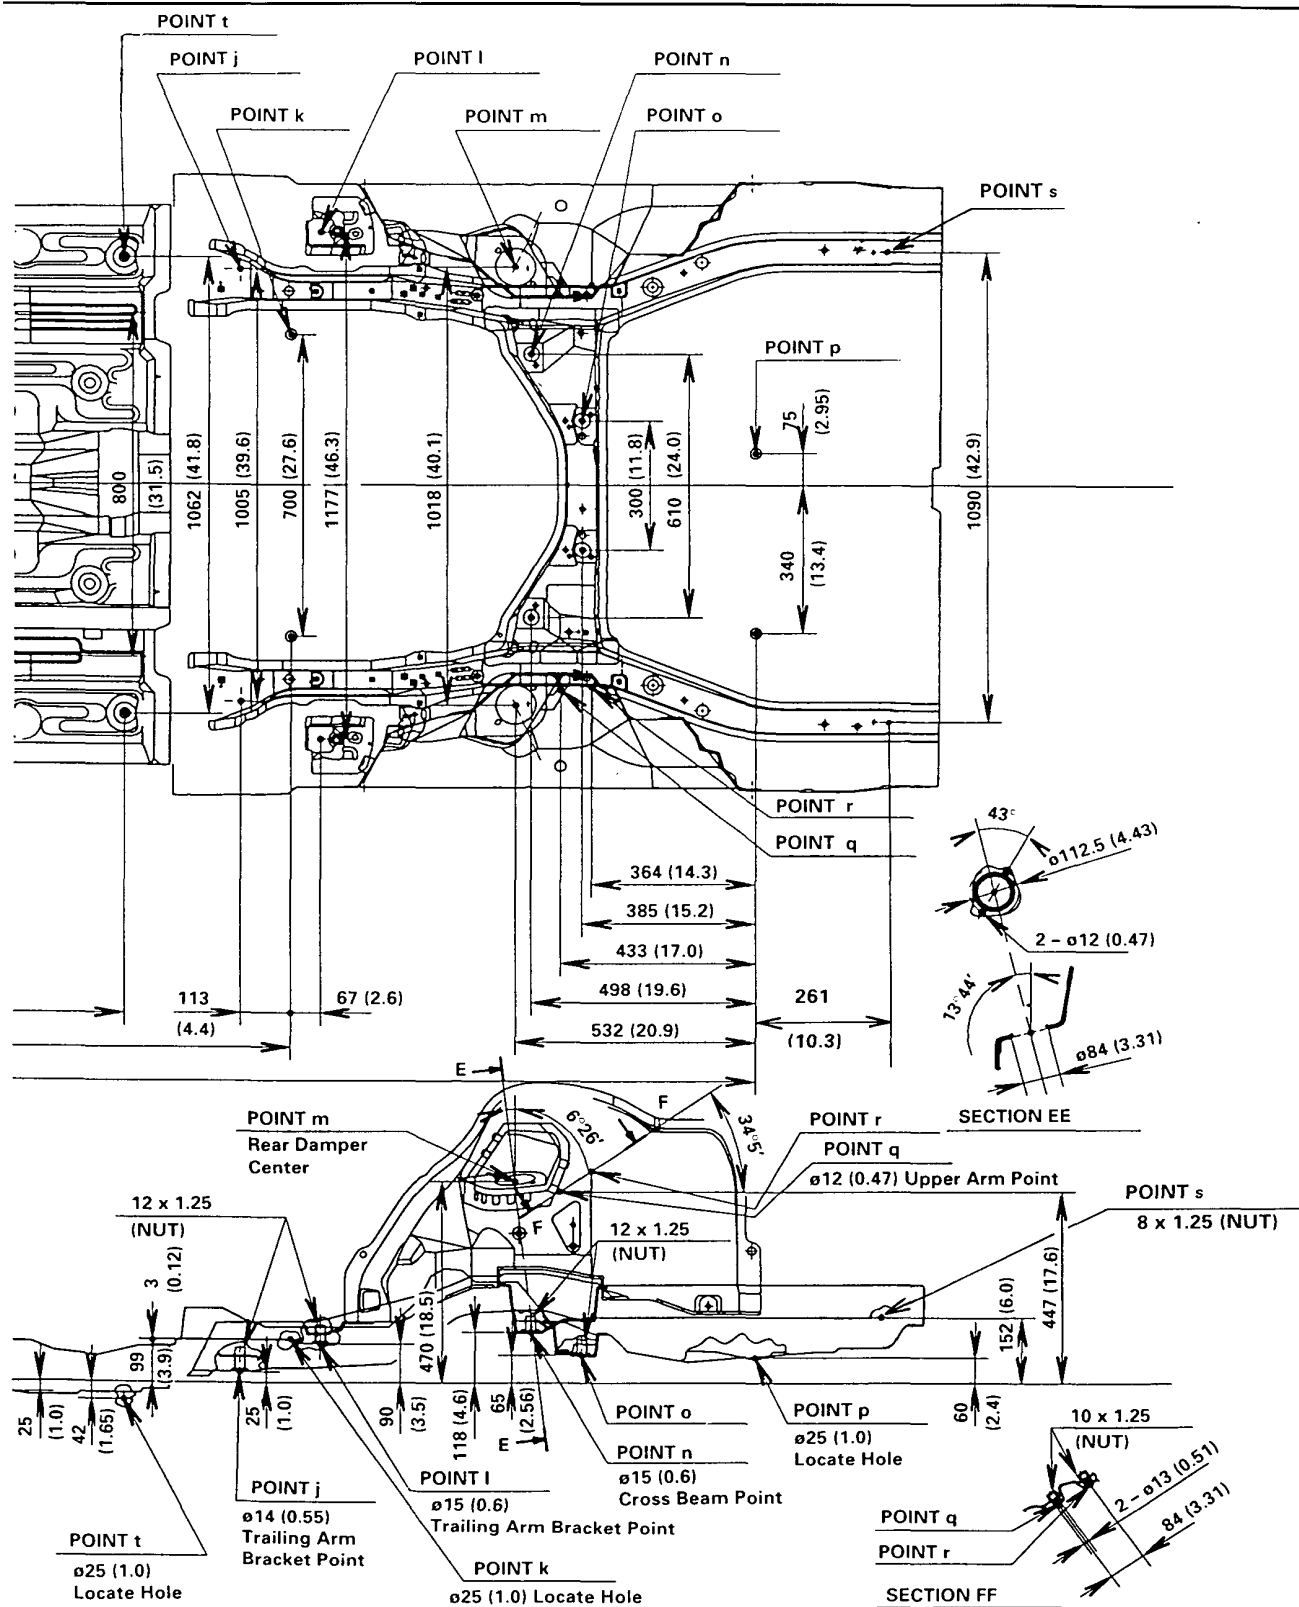 POINT t
POINT j
POINT l
POINT n
POINT k
POINT m
POINT o
POINT s
POINT p
75
(2.95)
800
(31.5)
1062 (41.8)
1005 (39.6)
700 (27.6)
1177 (46.3)
1018 (40.1)
300 (11.8)
610 (24.0)
340
(13.4)
1090 (42.9)
POINT r
POINT q
43°
ø112.5 (4.43)
2 – ø12 (0.47)
13°44′
ø84 (3.31)
SECTION EE
364 (14.3)
385 (15.2)
433 (17.0)
498 (19.6)
532 (20.9)
261
(10.3)
113
(4.4)
67 (2.6)
E
F
6°26′
34°5′
POINT m
Rear Damper
Center
POINT r
POINT q
ø12 (0.47) Upper Arm Point
POINT s
8 x 1.25 (NUT)
12 x 1.25
(NUT)
F
12 x 1.25
(NUT)
3
(0.12)
99
(3.9)
25
(1.0)
42
(1.65)
25
(1.0)
90
(3.5)
470 (18.5)
118 (4.6)
65
(2.56)
E
152 (6.0)
447 (17.6)
60
(2.4)
POINT o
POINT p
ø25 (1.0)
Locate Hole
POINT n
ø15 (0.6)
Cross Beam Point
POINT l
ø15 (0.6)
Trailing Arm Bracket Point
POINT j
ø14 (0.55)
Trailing Arm
Bracket Point
POINT t
ø25 (1.0)
Locate Hole
POINT k
ø25 (1.0) Locate Hole
10 x 1.25
(NUT)
2 – ø13 (0.51)
84 (3.31)
POINT q
POINT r
SECTION FF